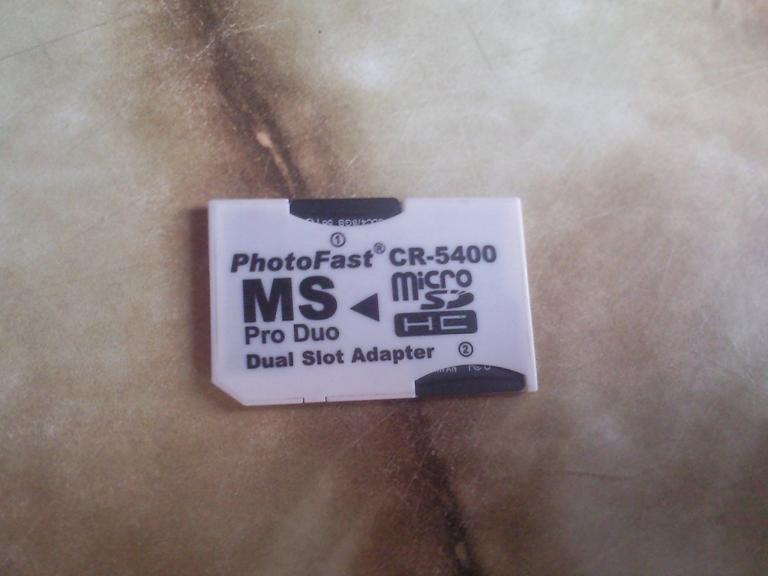 ①
PhotoFast® CR-5400
MS ◀ micro SD HC
Pro Duo
Dual Slot Adapter ②